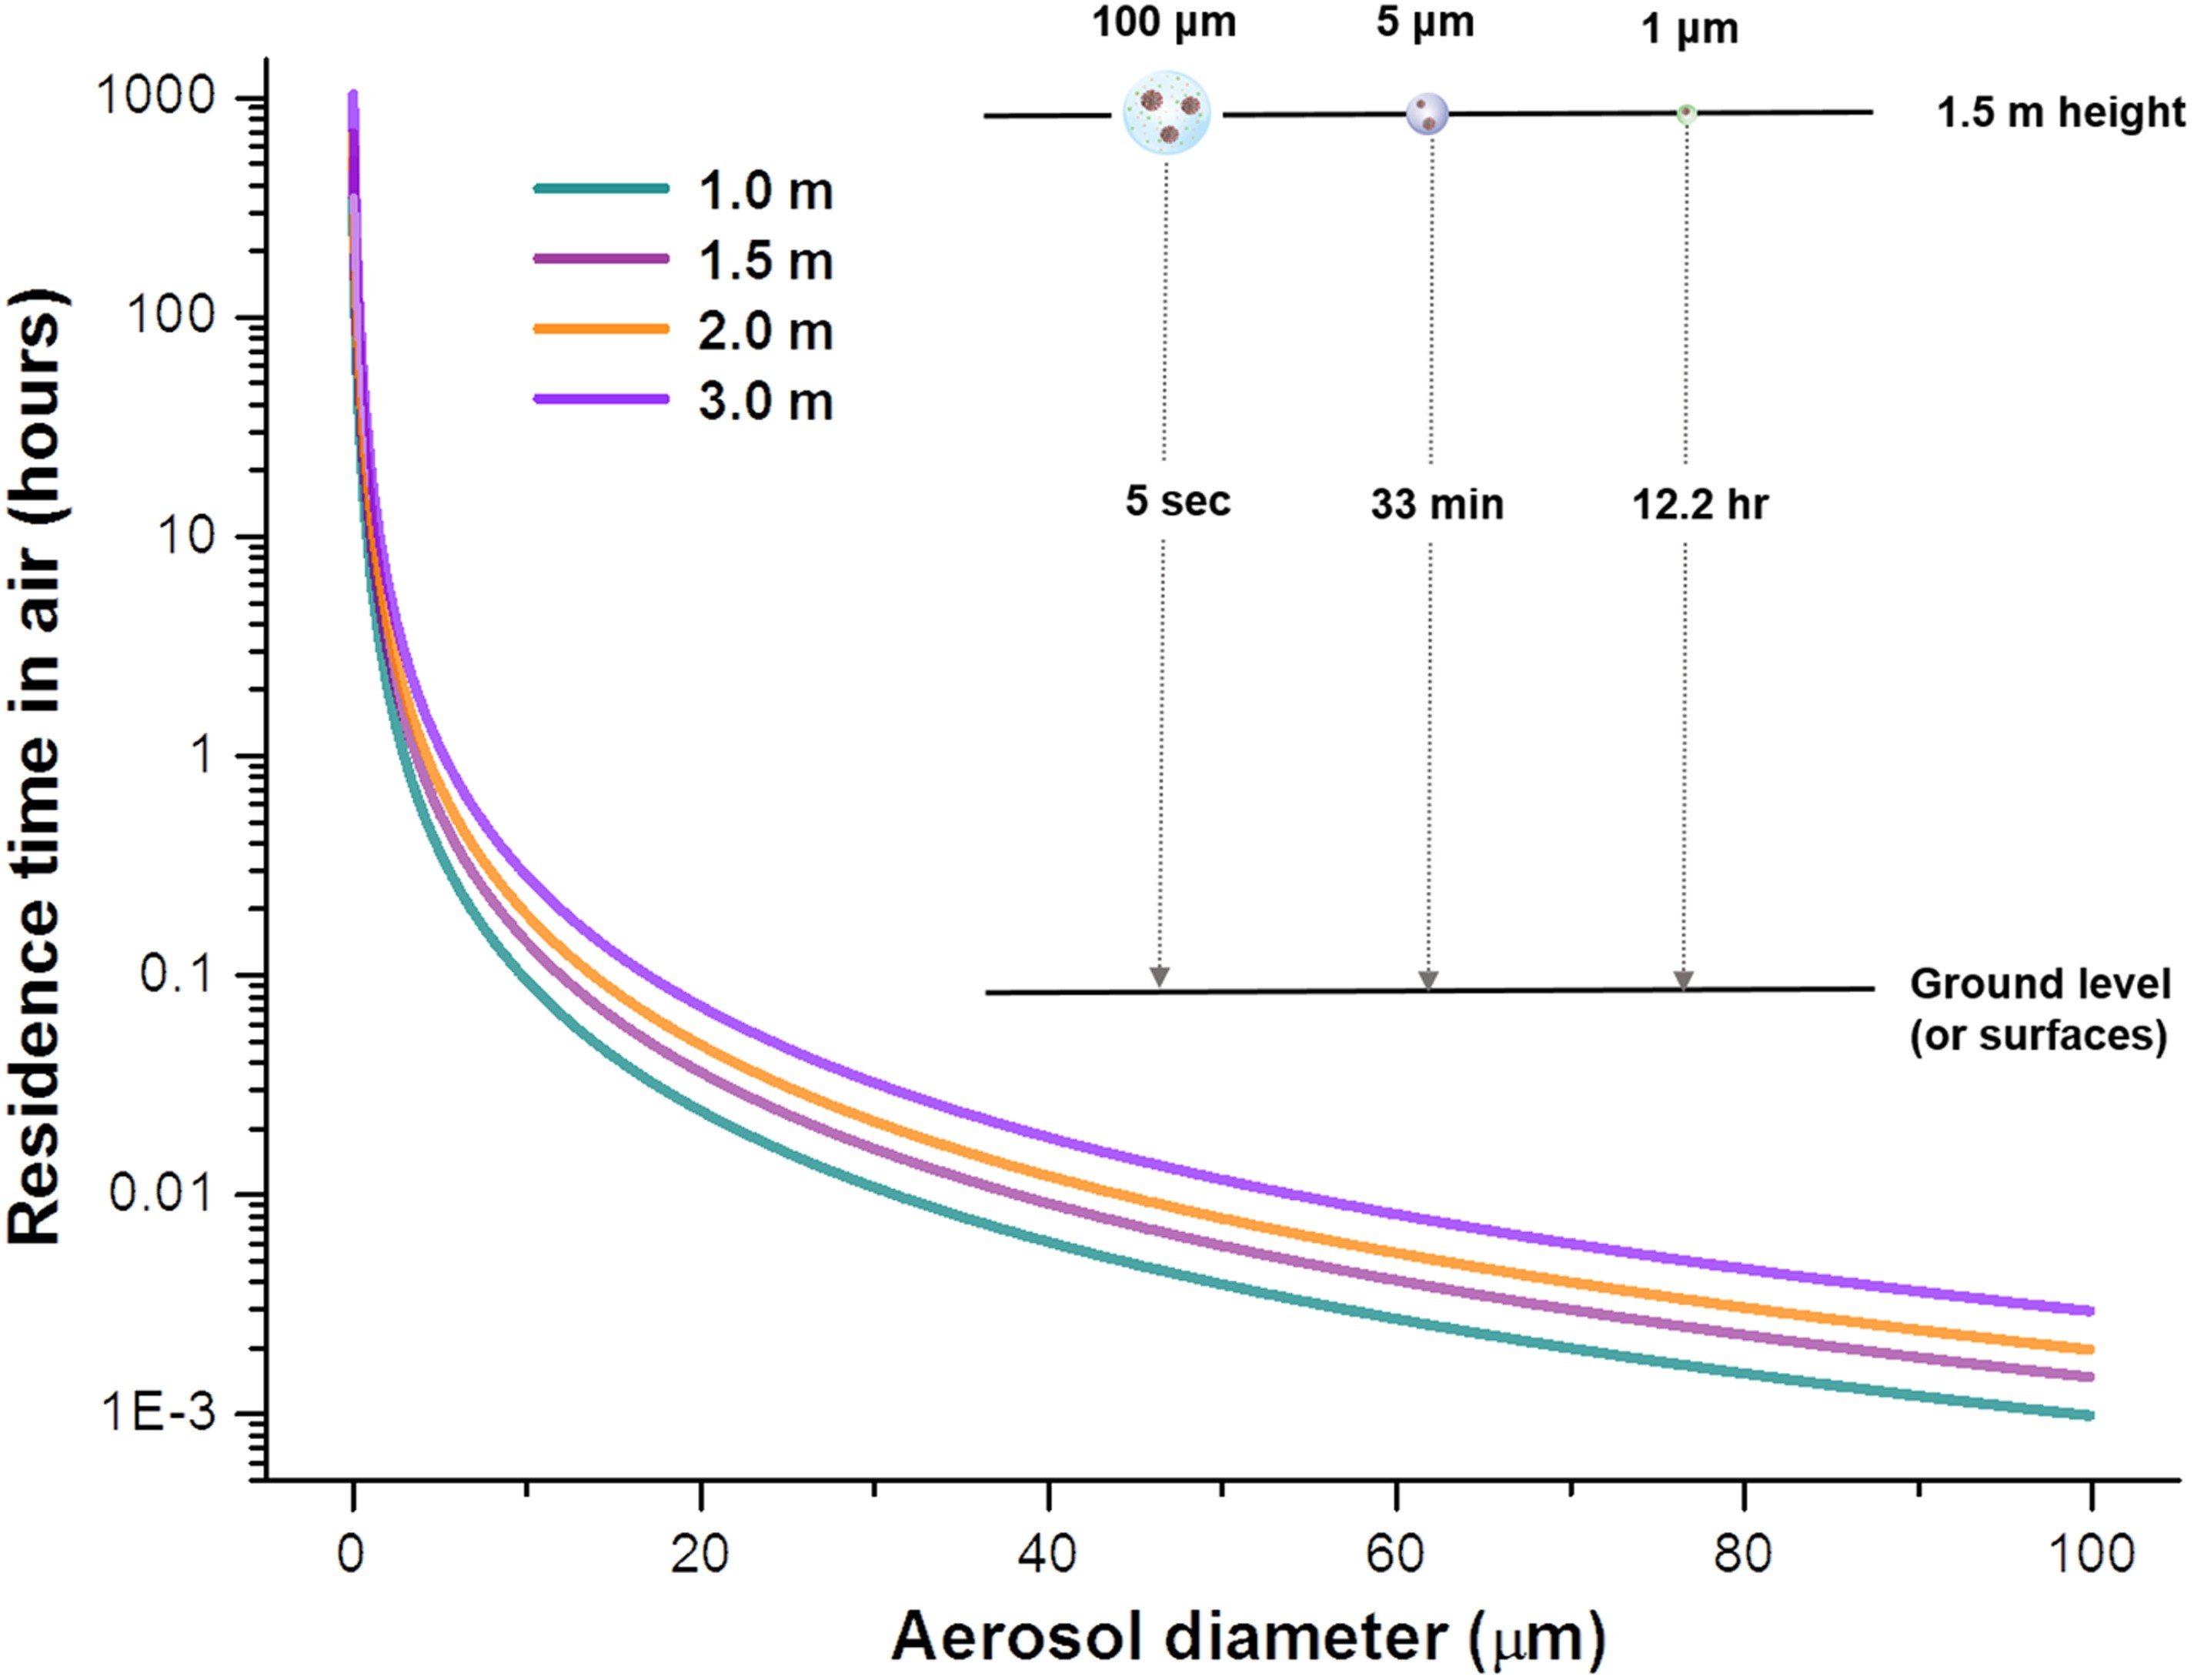 100 µm 5 µm 1 µm
1.5 m height
1.0 m
1.5 m
2.0 m
3.0 m
5 sec 33 min 12.2 hr
Ground level
(or surfaces)
Residence time in air (hours)
1000
100
10
1
0.1
0.01
1E-3
0 20 40 60 80 100
Aerosol diameter (μm)